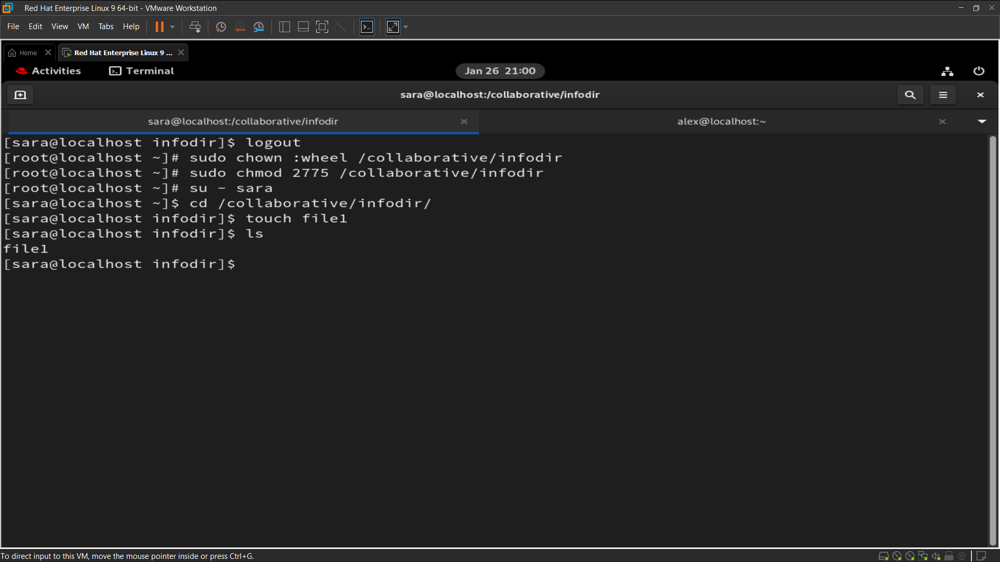 Red Hat Enterprise Linux 9 64-bit - VMware Workstation
File Edit View VM Tabs Help
Home Red Hat Enterprise Linux 9 ...
Activities Terminal Jan 26 21:00
sara@localhost:/collaborative/infodir
sara@localhost:/collaborative/infodir alex@localhost:~
[sara@localhost infodir]$ logout
[root@localhost ~]# sudo chown :wheel /collaborative/infodir
[root@localhost ~]# sudo chmod 2775 /collaborative/infodir
[root@localhost ~]# su - sara
[sara@localhost ~]$ cd /collaborative/infodir/
[sara@localhost infodir]$ touch file1
[sara@localhost infodir]$ ls
file1
[sara@localhost infodir]$
To direct input to this VM, move the mouse pointer inside or press Ctrl+G.